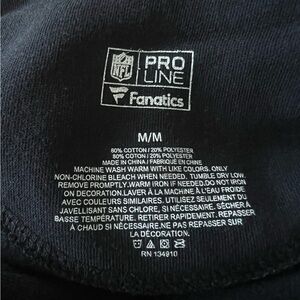 NFL
PRO
LINE
Fanatics
M/M
80% COTTON / 20% POLYESTER
80% COTON / 20% POLYESTER
MADE IN CHINA / FABRIQUÉ EN CHINE
MACHINE WASH WARM WITH LIKE COLORS. ONLY
NON-CHLORINE BLEACH WHEN NEEDED. TUMBLE DRY LOW.
REMOVE PROMPTLY. WARM IRON IF NEEDED. DO NOT IRON
ON DECORATION. LAVER À LA MACHINE À L'EAU FROIDE.
AVEC COULEURS SIMILAIRES. UTILISEZ SEULEMENT DU
JAVELLISANT SANS CHLORE, SI NÉCESSAIRE. SÉCHER À
BASSE TEMPÉRATURE. RETIRER RAPIDEMENT. REPASSER
À CHAUD SI NÉCESSAIRE. NE PAS REPASSER SUR
LA DÉCORATION.
RN 134910